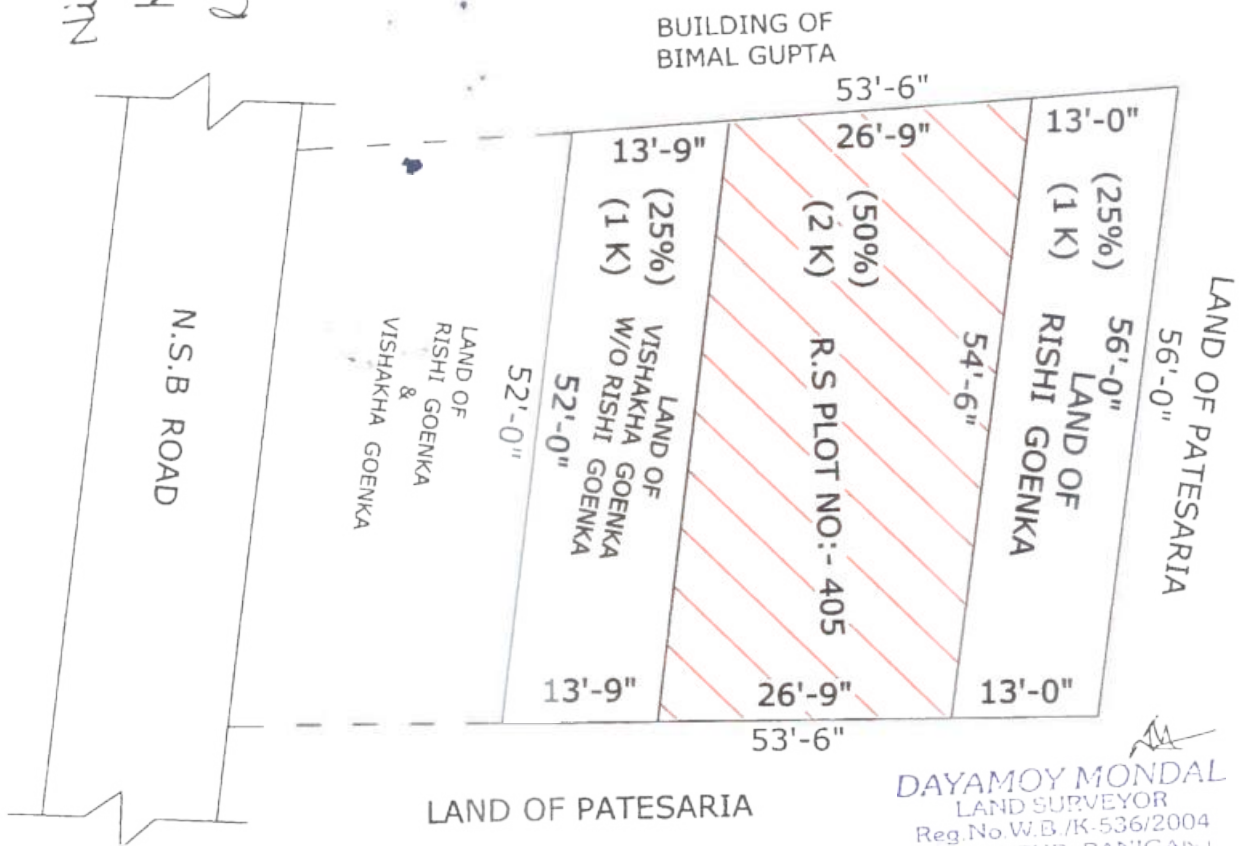 BUILDING OF
BIMAL GUPTA
53'-6"
13'-9"
26'-9"
13'-0"
N.S.B ROAD
LAND OF
RISHI GOENKA
&
VISHAKHA GOENKA
52'-0"
52'-0"
(25%)
(1 K)
LAND OF
VISHAKHA GOENKA
W/O RISHI GOENKA
(50%)
(2 K)
R.S PLOT NO:- 405
54'-6"
(25%)
(1 K)
56'-0"
LAND OF
RISHI GOENKA
LAND OF PATESARIA
56'-0"
13'-9"
26'-9"
13'-0"
53'-6"
LAND OF PATESARIA
DAYAMOY MONDAL
LAND SURVEYOR
Reg.No.W.B./K-536/2004